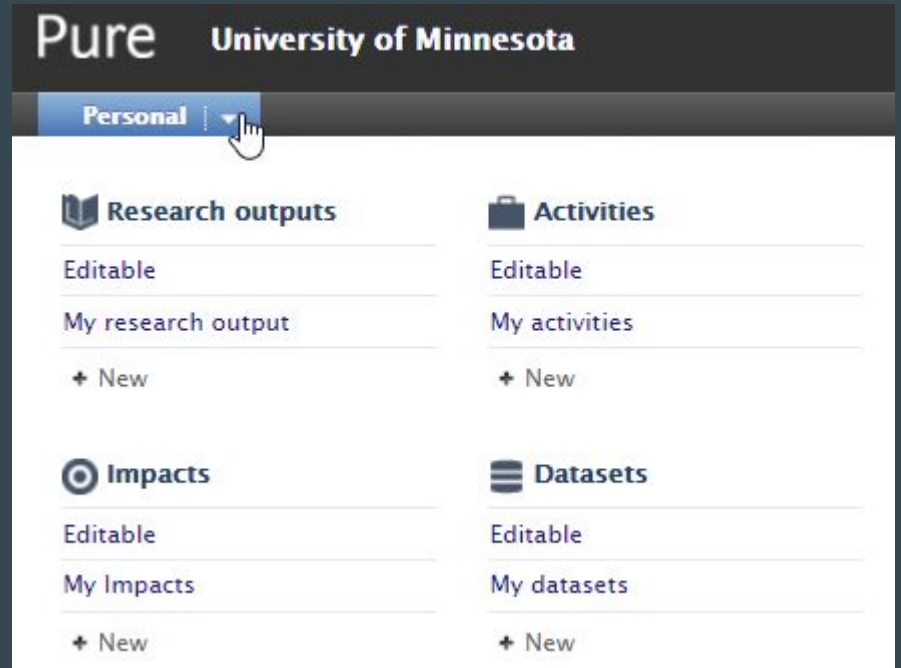 Pure University of Minnesota
Personal
Research outputs
Editable
My research output
+ New
Activities
Editable
My activities
+ New
Impacts
Editable
My Impacts
+ New
Datasets
Editable
My datasets
+ New